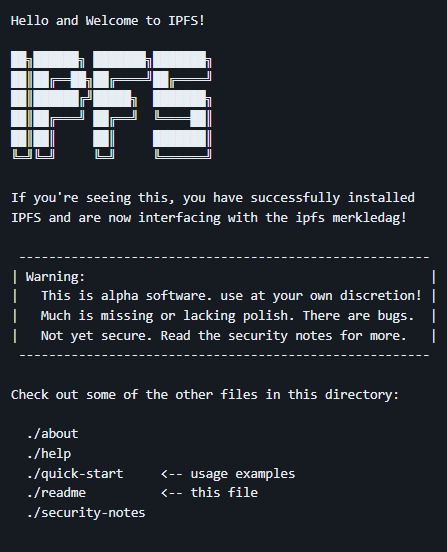 Hello and Welcome to IPFS!
██╗██████╗ ███████╗███████╗
██║██╔══██╗██╔════╝██╔════╝
██║██████╔╝█████╗  ███████╗
██║██╔═══╝ ██╔══╝  ╚════██║
██║██║     ██║     ███████║
╚═╝╚═╝     ╚═╝     ╚══════╝
If you're seeing this, you have successfully installed
IPFS and are now interfacing with the ipfs merkledag!
 -------------------------------------------------------
| Warning:                                              |
|   This is alpha software. use at your own discretion! |
|   Much is missing or lacking polish. There are bugs.  |
|   Not yet secure. Read the security notes for more.   |
 -------------------------------------------------------
Check out some of the other files in this directory:
  ./about
  ./help
  ./quick-start     <-- usage examples
  ./readme          <-- this file
  ./security-notes